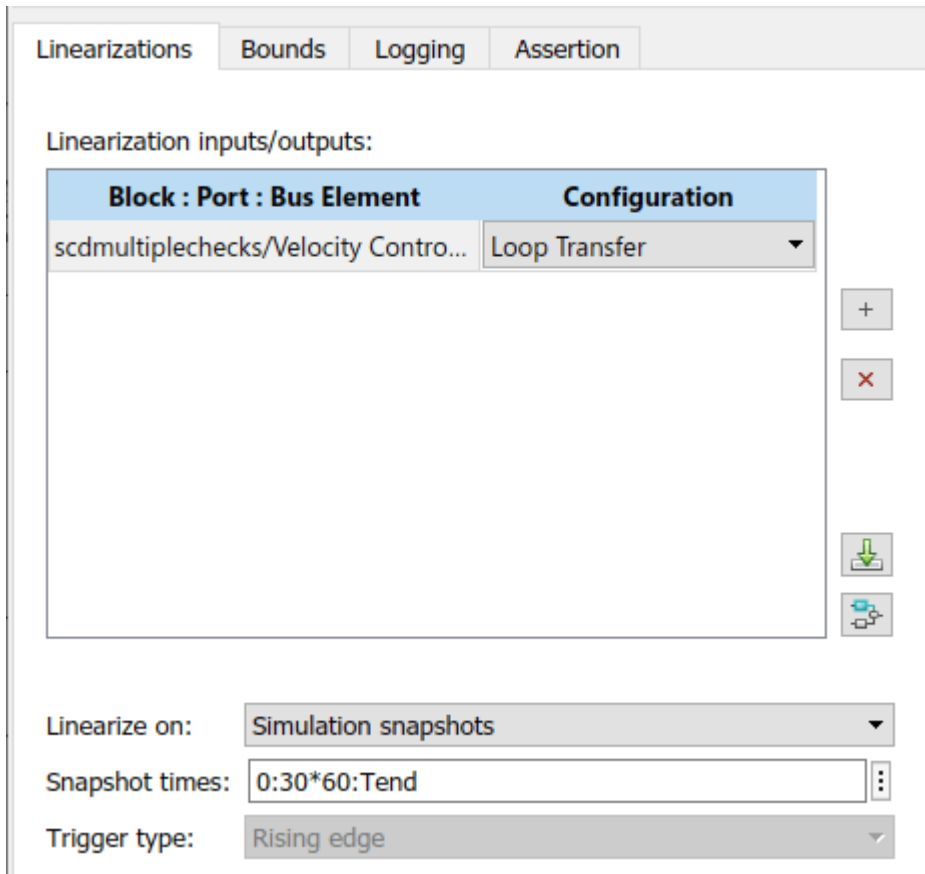 Linearizations Bounds Logging Assertion
Linearization inputs/outputs:
Block : Port : Bus Element Configuration
scdmultiplechecks/Velocity Contro... Loop Transfer
Linearize on: Simulation snapshots
Snapshot times: 0:30*60:Tend
Trigger type: Rising edge